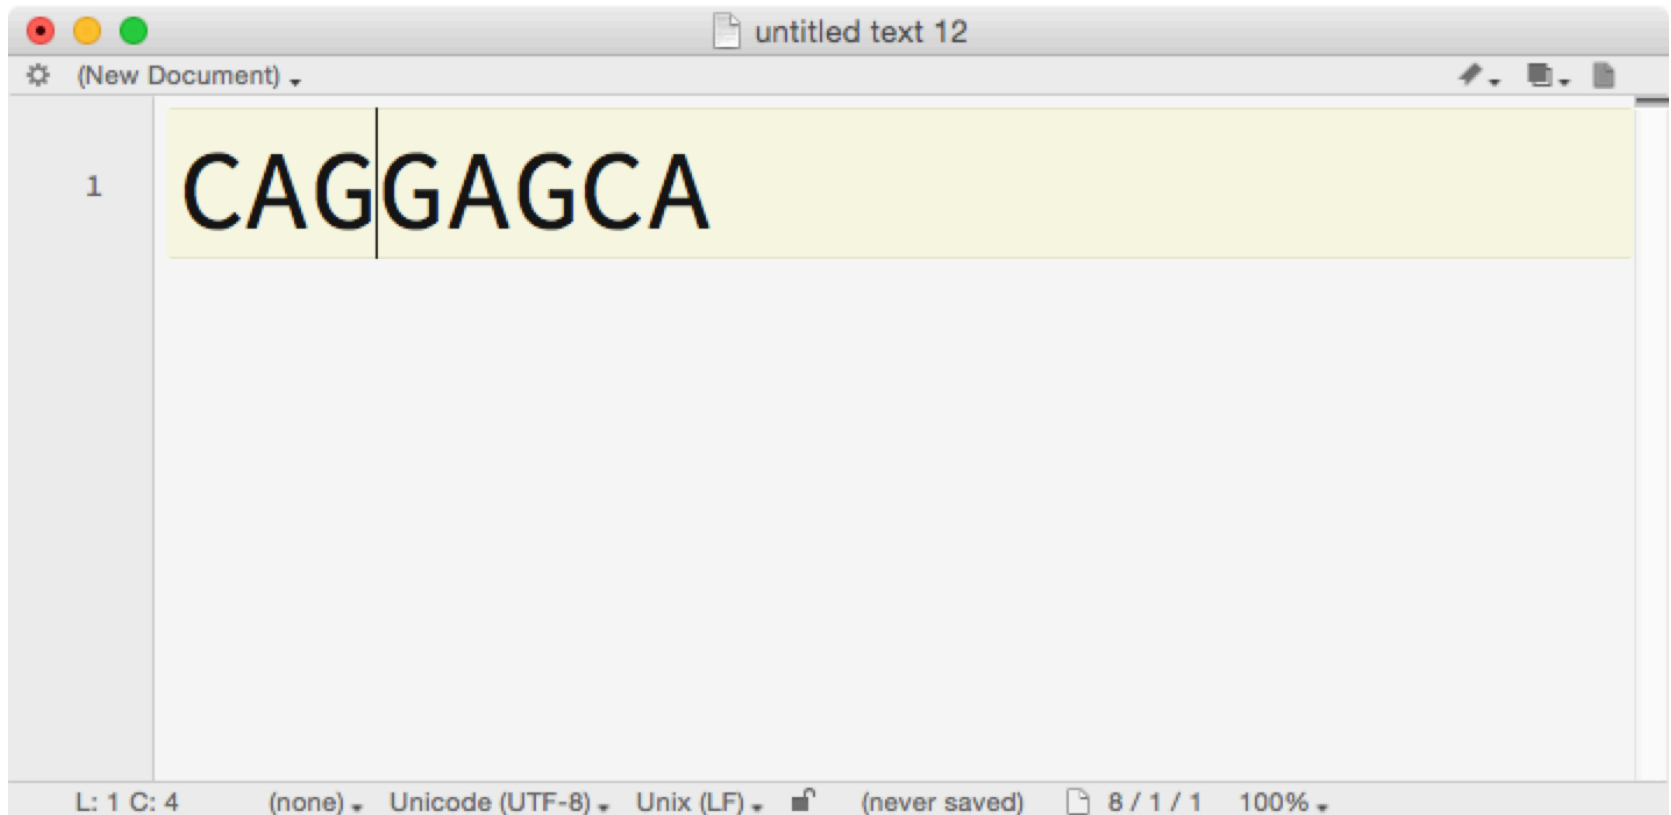 untitled text 12
(New Document)
1 CAGGAGCA
L: 1 C: 4 (none) Unicode (UTF-8) Unix (LF) (never saved) 8 / 1 / 1 100%